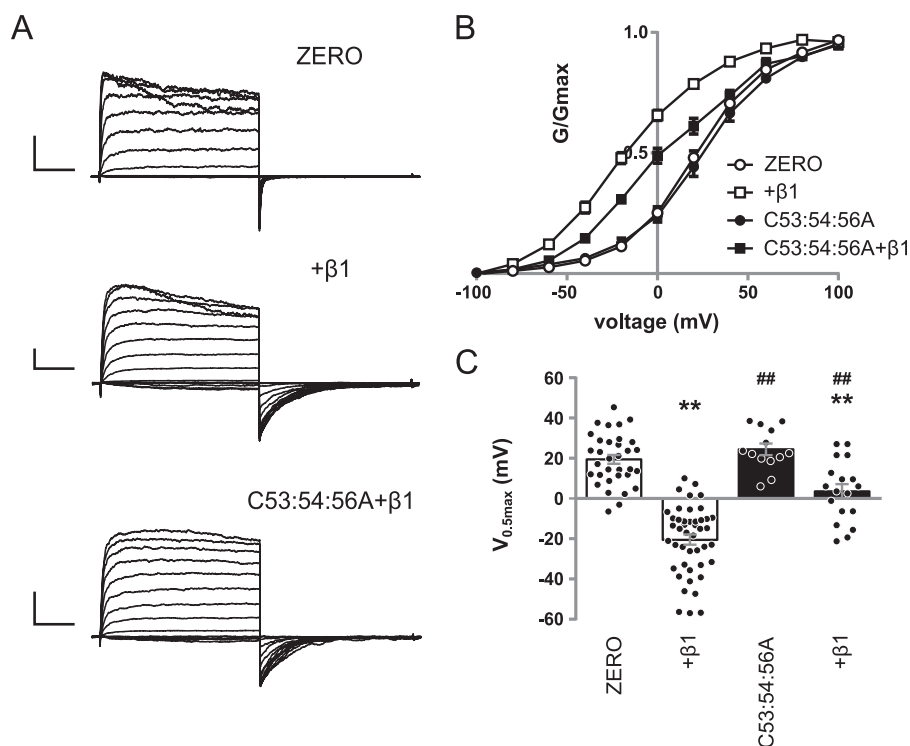 A
ZERO
+β1
C53:54:56A+β1
B
1.0
G/Gmax
0.5
ZERO
+β1
C53:54:56A
C53:54:56A+β1
-100 -50 0 50 100
voltage (mV)
C
60
40
20
0
-20
-40
-60
V0.5max (mV)
** ## ##
**
ZERO
+β1
C53:54:56A
+β1